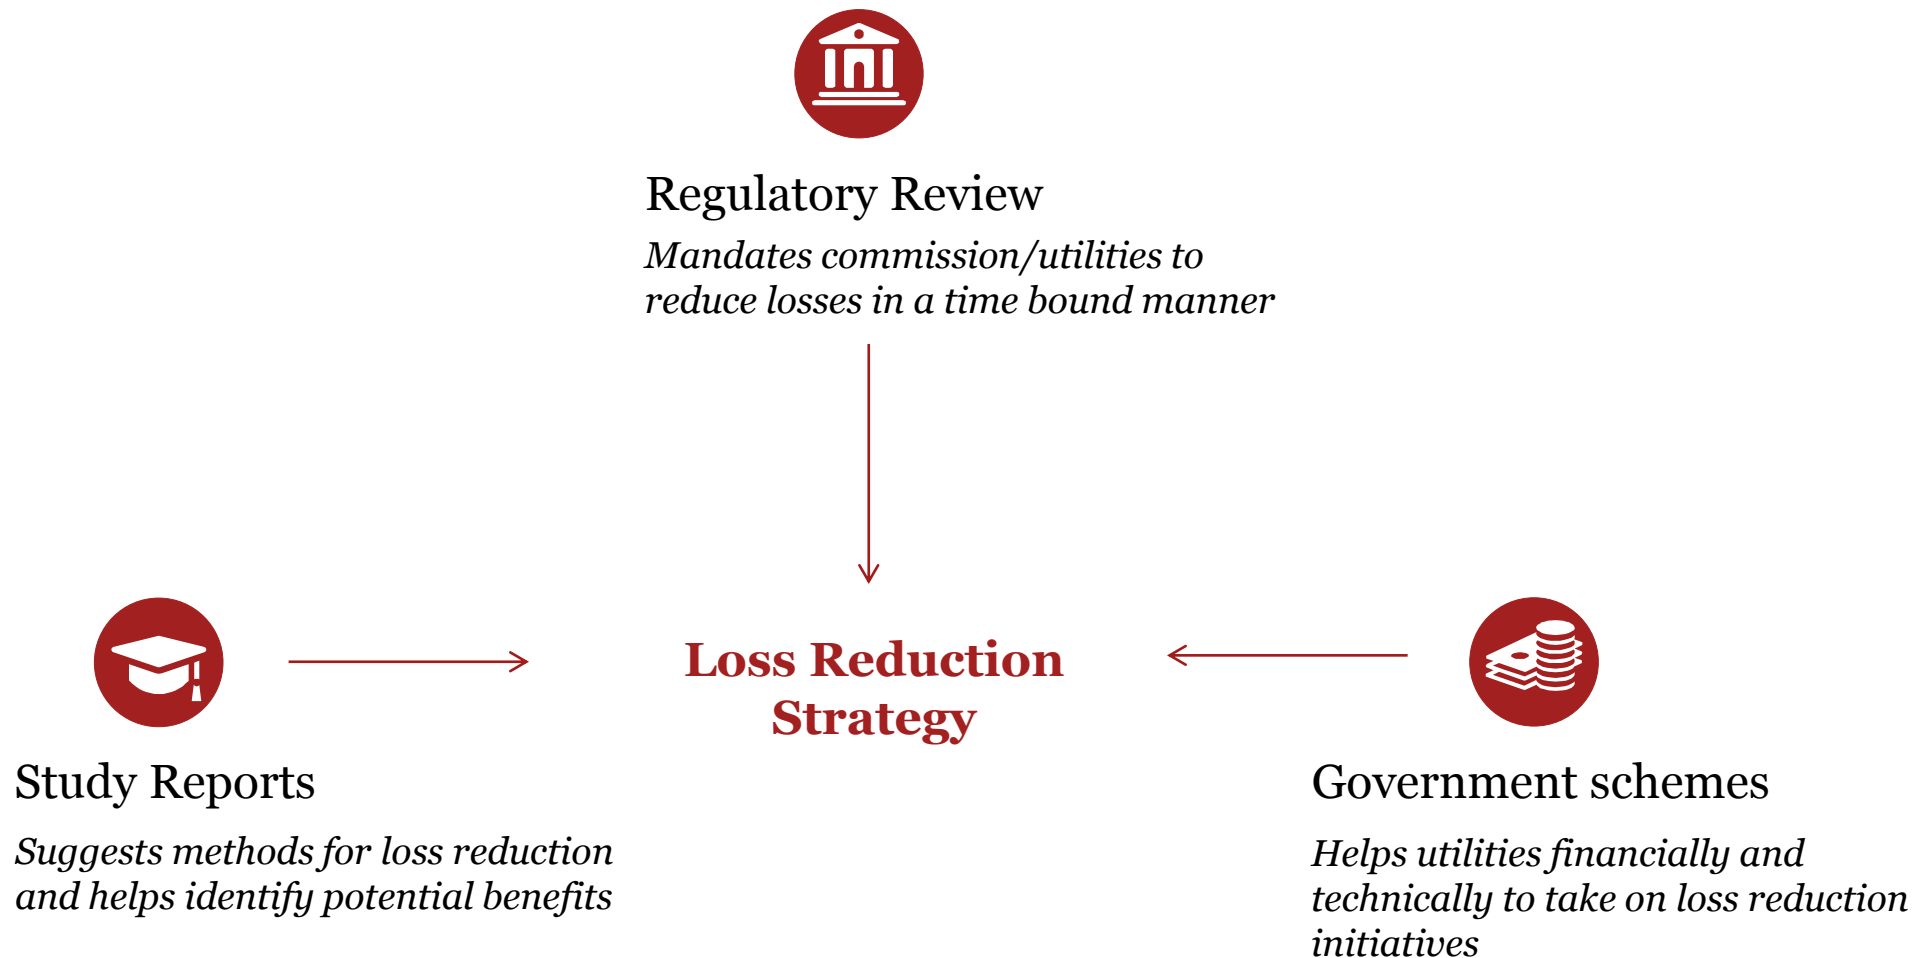 Regulatory Review
Mandates commission/utilities to
reduce losses in a time bound manner
Loss Reduction
Strategy
Study Reports
Suggests methods for loss reduction
and helps identify potential benefits
Government schemes
Helps utilities financially and
technically to take on loss reduction
initiatives